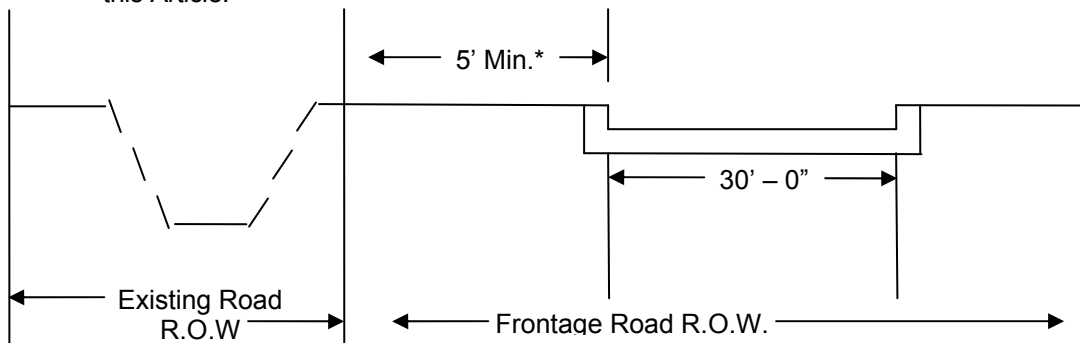 this Article.
5’ Min.*
30’ – 0”
Existing Road
R.O.W
Frontage Road R.O.W.